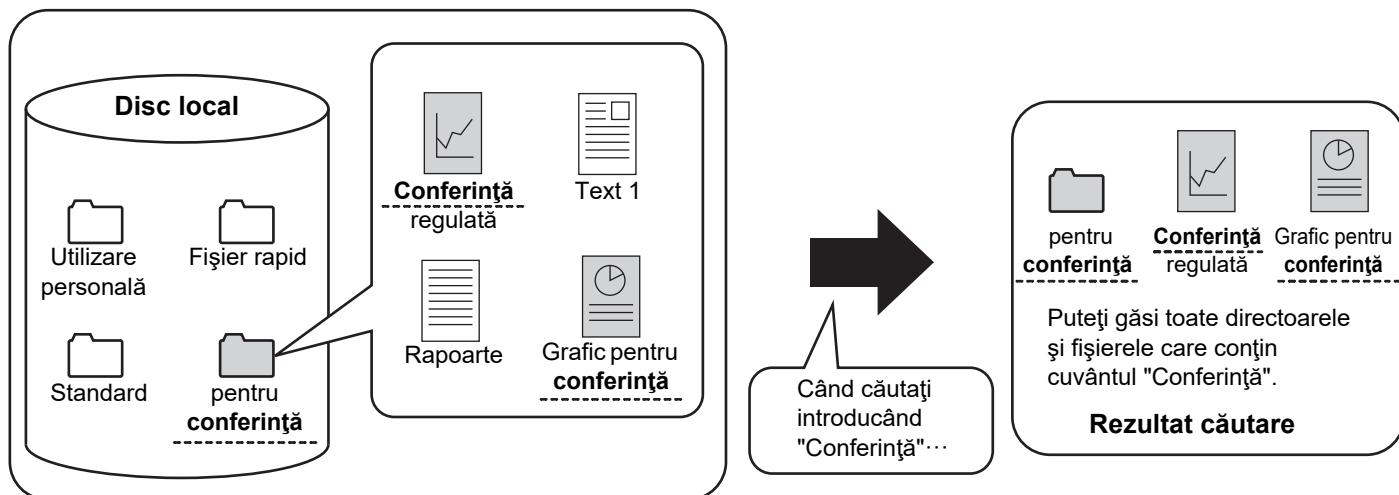 Disc local
Utilizare
personală
Fişier rapid
Standard
pentru
conferinţă
Conferinţă
regulată
Text 1
Rapoarte
Grafic pentru
conferinţă
Când căutaţi
introducând
"Conferinţă"···
pentru
conferinţă
Conferinţă
regulată
Grafic pentru
conferinţă
Puteţi găsi toate directoarele
şi fişierele care conţin
cuvântul "Conferinţă".
Rezultat căutare